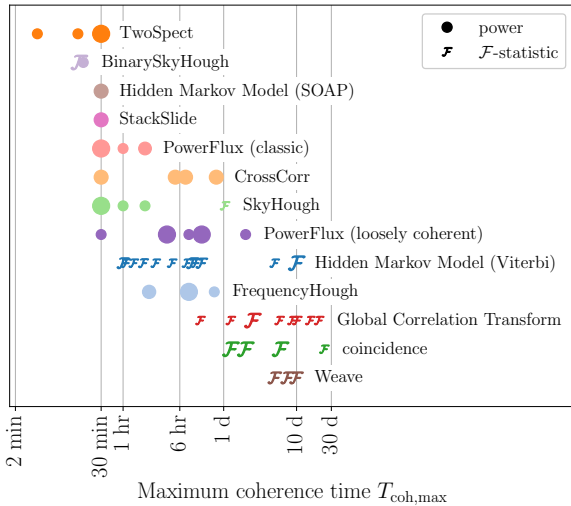 TwoSpect
BinarySkyHough
Hidden Markov Model (SOAP)
StackSlide
PowerFlux (classic)
CrossCorr
SkyHough
PowerFlux (loosely coherent)
Hidden Markov Model (Viterbi)
FrequencyHough
Global Correlation Transform
coincidence
Weave
power
ℱ ℱ-statistic
2 min
30 min
1 hr
6 hr
1 d
10 d
30 d
Maximum coherence time T_coh,max